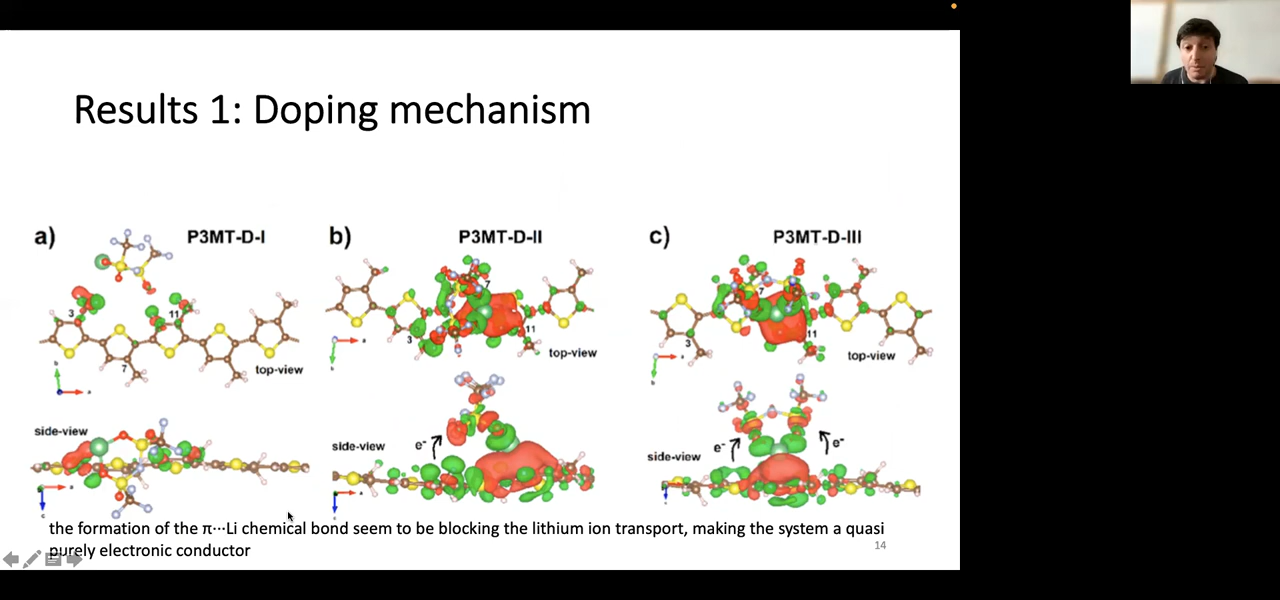 Results 1: Doping mechanism
a)
P3MT-D-I
3
11
7
top-view
side-view
b)
P3MT-D-II
7
3
11
top-view
side-view
e-
c)
P3MT-D-III
7
3
11
top-view
side-view
e-
e-
the formation of the π···Li chemical bond seem to be blocking the lithium ion transport, making the system a quasi
purely electronic conductor
14